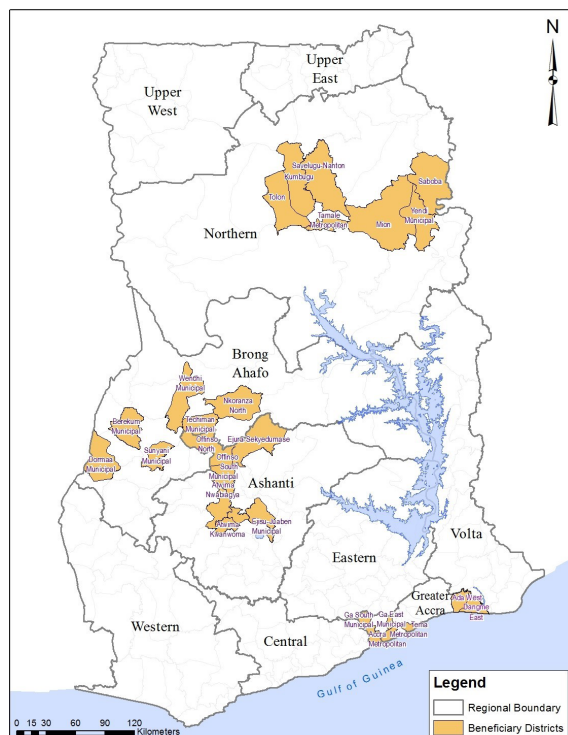 N
Upper
East
Upper
West
Savelugu-Nanton
Kumbugu
Saboba
Tolon
Yendi
Municipal
Tamale
Metropolitan
Mion
Northern
Brong
Ahafo
Wenchi
Municipal
Nkoranza
North
Techiman
Municipal
Berekum
Municipal
Offinso
North
Ejura-Sekyedumase
Sunyani
Municipal
Dormaa
Municipal
Offinso
South
Municipal
Ashanti
Atwima
Nwabiagya
Atwima
Kwanwoma
Ejisu-Juaben
Municipal
Volta
Eastern
Greater
Accra
Ada West
Dangme
East
Western
Ga South
Municipal
Ga East
Municipal
Tema
Metropolitan
Accra
Metropolitan
Central
Gulf of Guinea
Legend
Regional Boundary
Beneficiary Districts
0 15 30 60 90 120
Kilometers